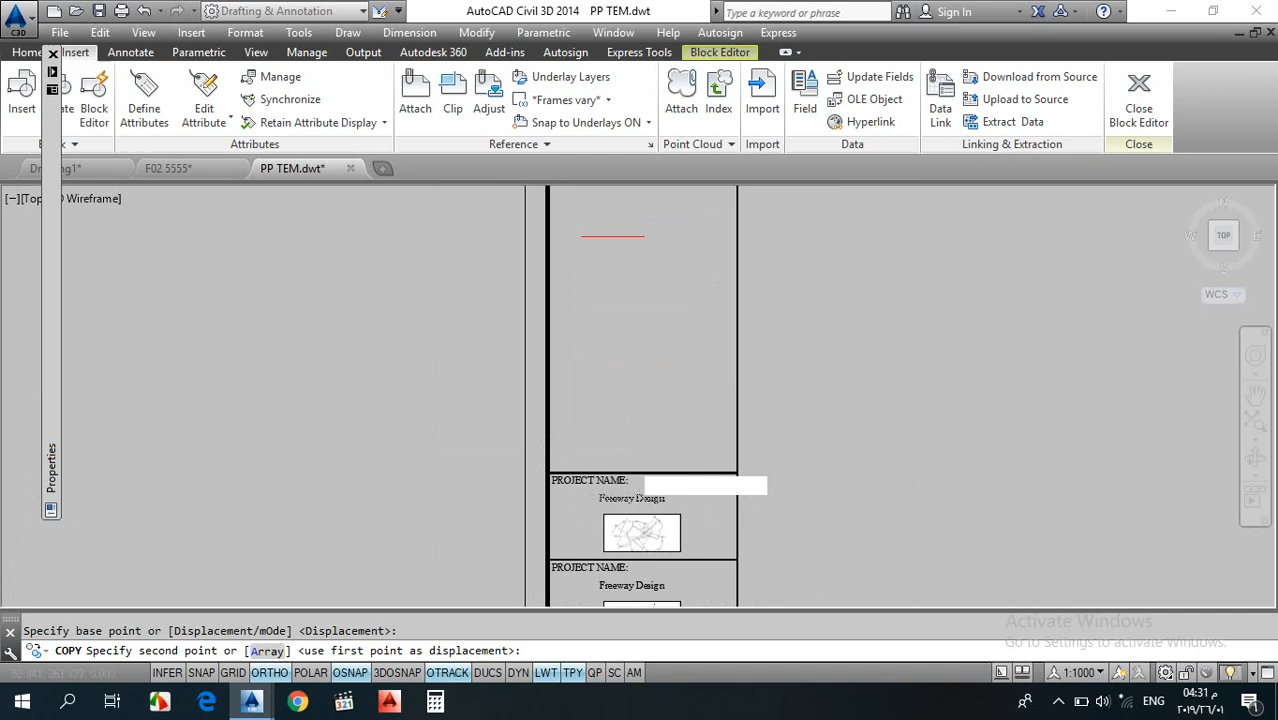 AutoCAD Civil 3D 2014 PP TEM.dwt
Drafting & Annotation
Type a keyword or phrase
Sign In
C3D
File Edit View Insert Format Tools Draw Dimension Modify Parametric Window Help Autosign Express
Home Insert Annotate Parametric View Manage Output Autodesk 360 Add-ins Autosign Express Tools Block Editor
Insert
Block Editor
Define Attributes
Edit Attribute
Manage
Synchronize
Retain Attribute Display
Attach
Clip
Adjust
Underlay Layers
*Frames vary*
Snap to Underlays ON
Attach
Index
Import
Field
Update Fields
OLE Object
Hyperlink
Data Link
Download from Source
Upload to Source
Extract Data
Close Block Editor
Attributes Reference Point Cloud Import Data Linking & Extraction Close
F02 5555* PP TEM.dwt*
Wireframe]
TOP
WCS
Properties
PROJECT NAME:
Freeway Design
PROJECT NAME:
Freeway Design
Activate Windows
Go to Settings to activate Windows.
Specify base point or [Displacement/mOde] <Displacement>:
COPY Specify second point or [Array] <use first point as displacement>:
INFER SNAP GRID ORTHO POLAR OSNAP 3DOSNAP OTRACK DUCS DYN LWT TPY QP SC AM
1:1000
321
ENG
04:31 م